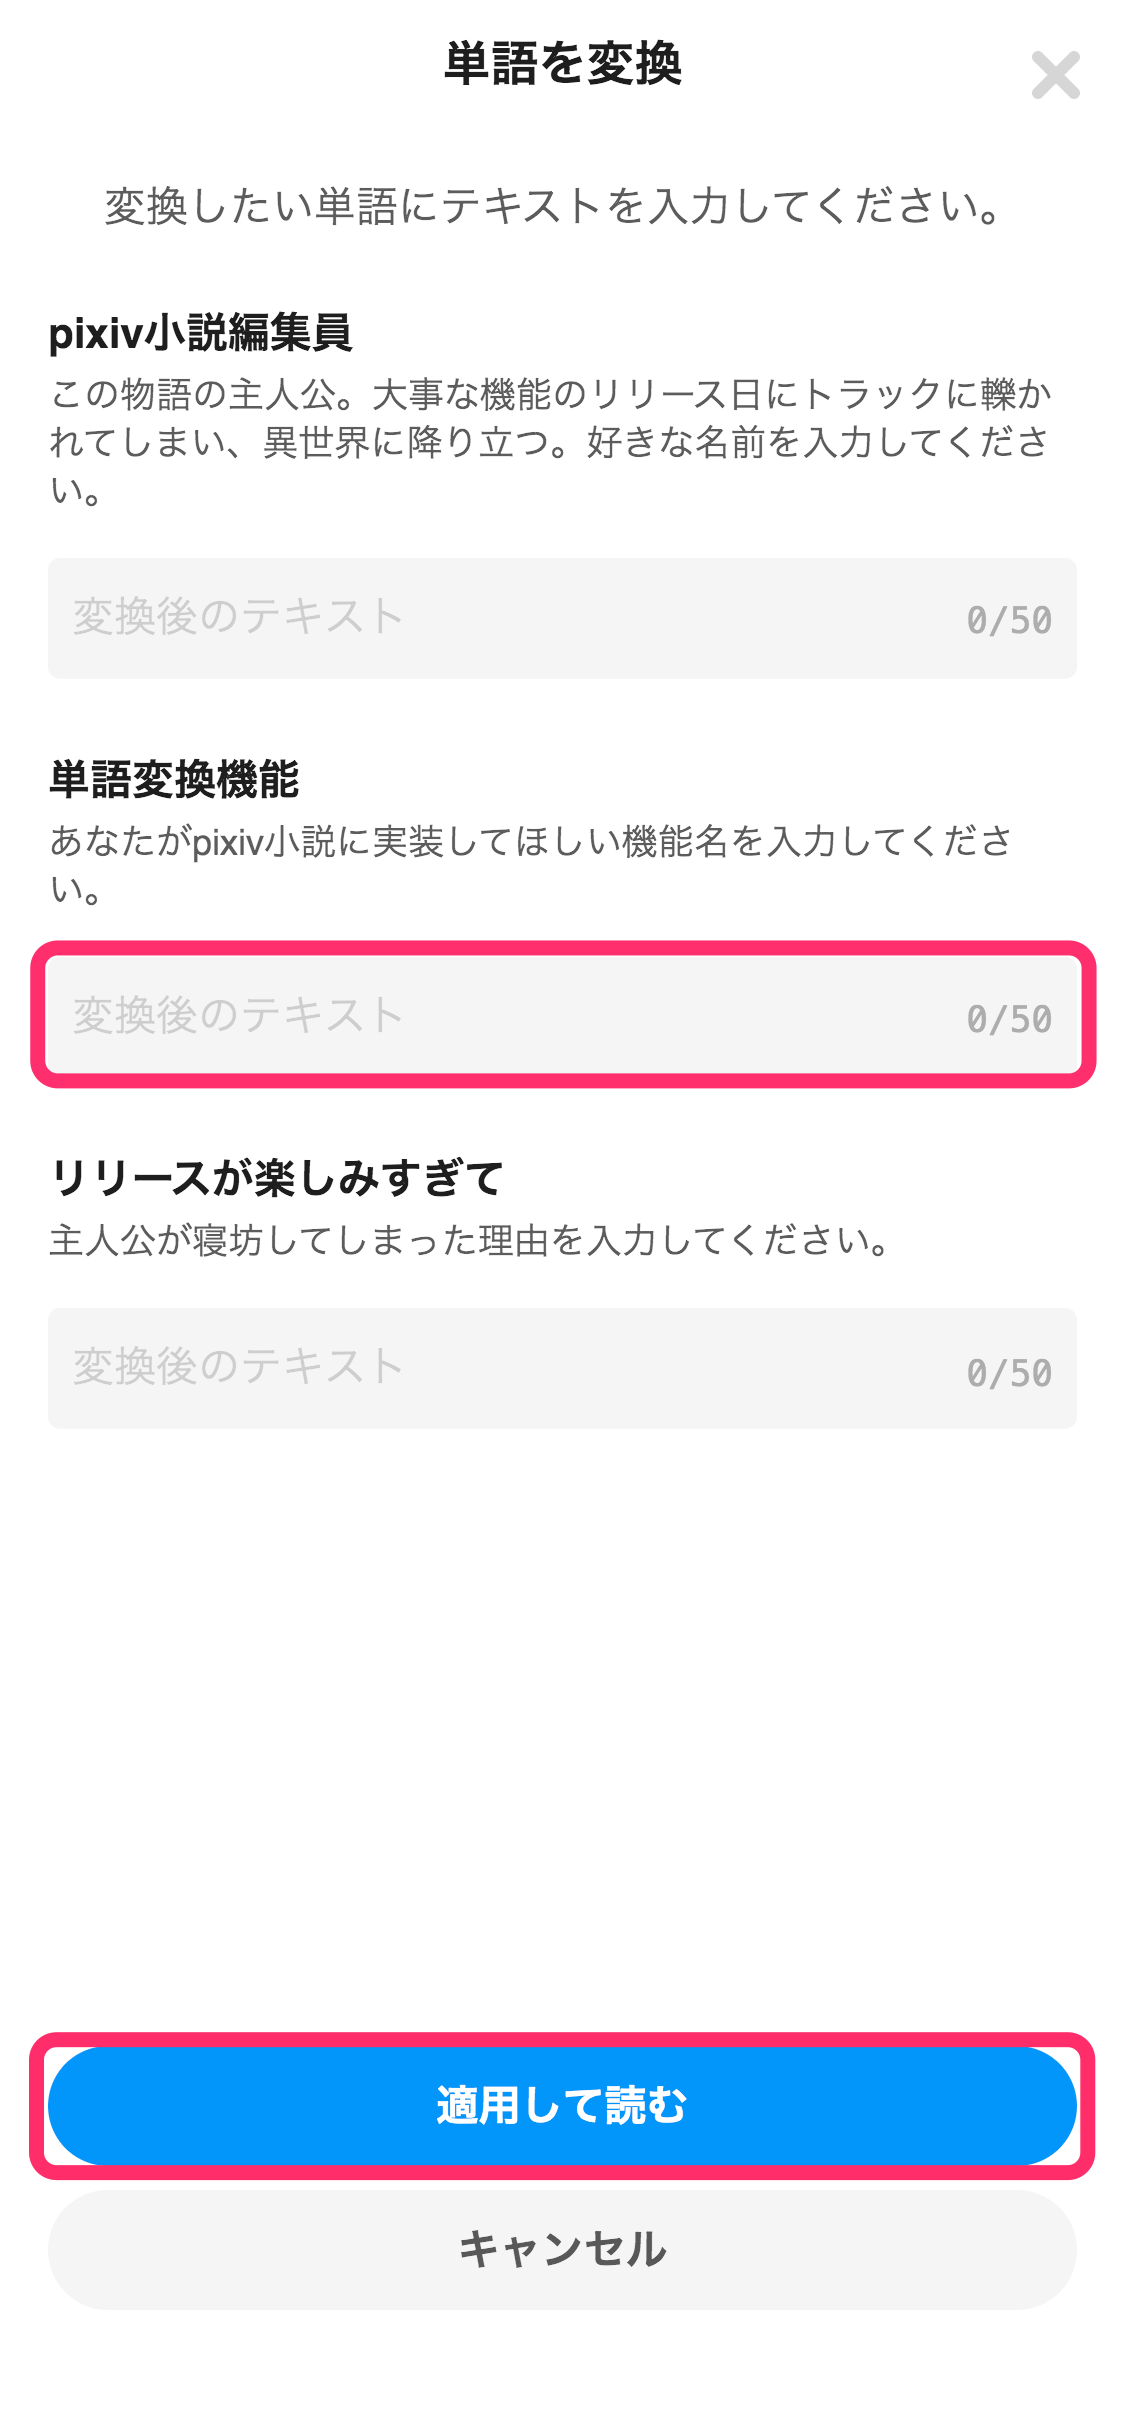 単語を変換
変換したい単語にテキストを入力してください。
pixiv小説編集員
この物語の主人公。大事な機能のリリース日にトラックに轢か
れてしまい、異世界に降り立つ。好きな名前を入力してくださ
い。
変換後のテキスト 0/50
単語変換機能
あなたがpixiv小説に実装してほしい機能名を入力してくださ
い。
変換後のテキスト 0/50
リリースが楽しみすぎて
主人公が寝坊してしまった理由を入力してください。
変換後のテキスト 0/50
適用して読む
キャンセル